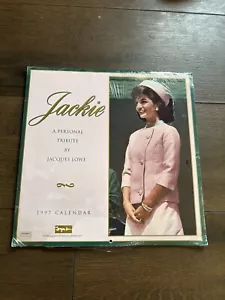 Jackie
A PERSONAL
TRIBUTE
BY
JACQUES LOWE
1997 CALENDAR